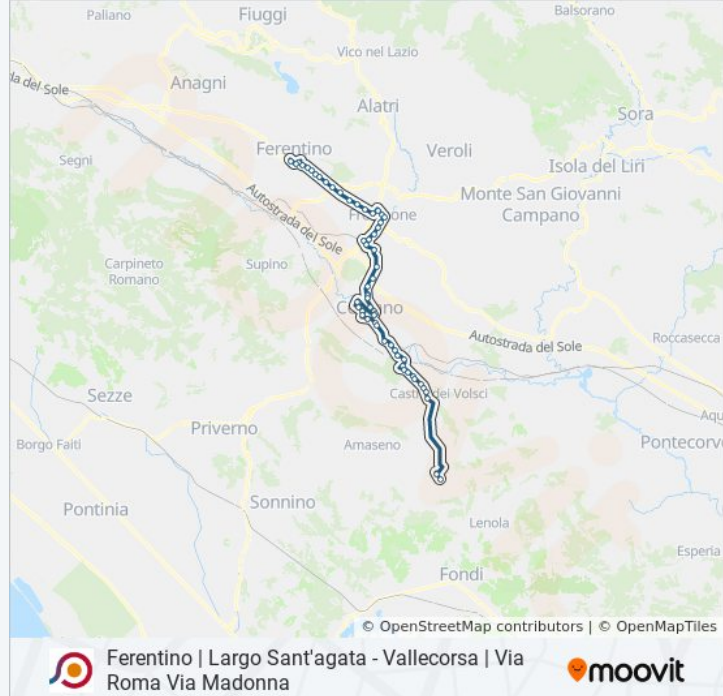 Paliano
Fiuggi
Balsorano
Vico nel Lazio
la del Sole
Anagni
Alatri
Sora
Ferentino
Veroli
Segni
Isola del Liri
Monte San Giovanni
Campano
Autostrada del Sole
Carpineto
Romano
Supino
Autostrada del Sole
Roccasecca
Sezze
Castro dei Volsci
Aqu
Priverno
Borgo Faiti
Amaseno
Pontecorvo
Pontinia
Sonnino
Lenola
Esperia
Fondi
© OpenStreetMap contributors | © OpenMapTiles
Ferentino | Largo Sant'agata - Vallecorsa | Via
Roma Via Madonna
moovit